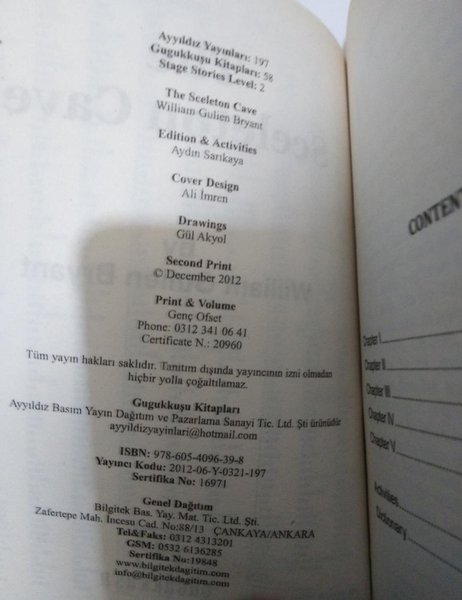 Ayyıldız Yayınları: 197
Gugukkuşu Kitapları: 58
Stage Stories Level: 2
The Sceleton Cave
William Gulien Bryant
Edition & Activities
Aydın Sarıkaya
Cover Design
Ali İmren
Drawings
Gül Akyol
Second Print
© December 2012
Print & Volume
Genç Ofset
Phone: 0312 341 06 41
Certificate N.: 20960
Tüm yayın hakları saklıdır. Tanıtım dışında yayıncının izni olmadan
hiçbir yolla çoğaltılamaz.
Gugukkuşu Kitapları
Ayyıldız Basım Yayın Dağıtım ve Pazarlama Sanayi Tic. Ltd. Şti ürünüdür
ayyildizyayinlari@hotmail.com
ISBN: 978-605-4096-39-8
Yayıncı Kodu: 2012-06-Y-0321-197
Sertifika No: 16971
Genel Dağıtım
Bilgitek Bas. Yay. Mat. Tic. Ltd. Şti.
Zafertepe Mah. İncesu Cad. No:88/13 ÇANKAYA/ANKARA
Tel&Faks: 0312 4313201
GSM: 0532 6136285
Sertifika No:19848
www.bilgitekdagitim.com
info@bilgitekdagitim.com
CONTENT
Chapter I
Chapter II
Chapter III
Chapter IV
Chapter V
Activities
Dictionary